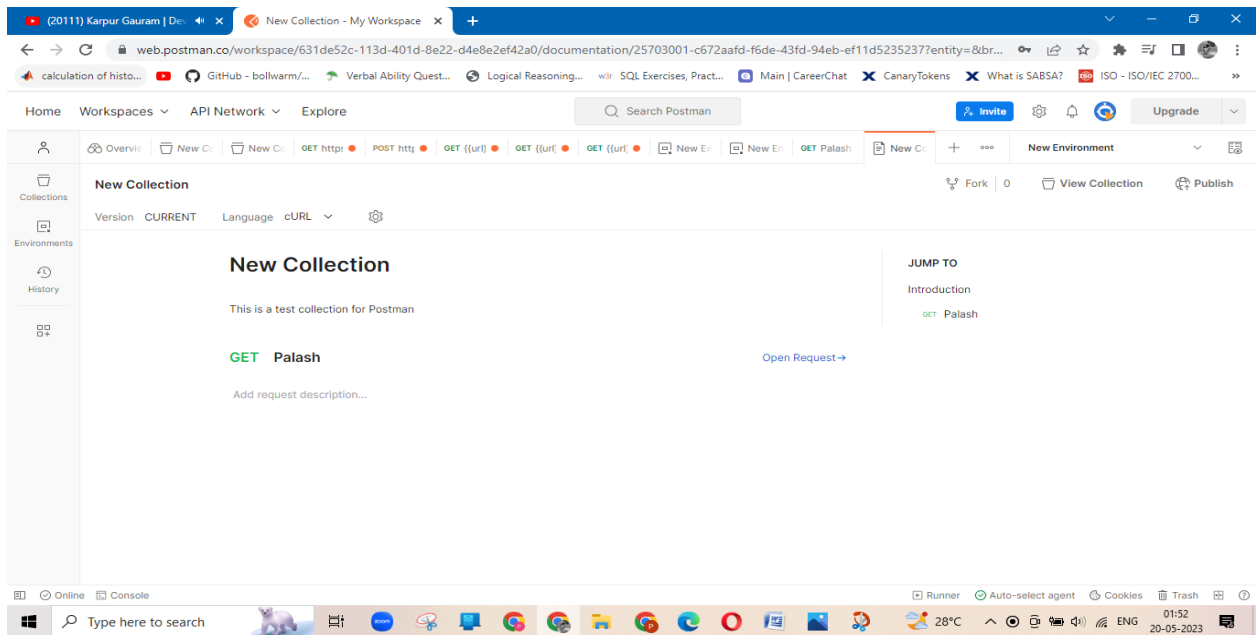 (20111) Karpur Gauram | Dev
New Collection - My Workspace
web.postman.co/workspace/631de52c-113d-401d-8e22-d4e8e2ef42a0/documentation/25703001-c672aafd-f6de-43fd-94eb-ef11d5235237?entity=&br...
calculation of histo... GitHub - bollwarm/... Verbal Ability Quest... Logical Reasoning... w3r SQL Exercises, Pract... Main | CareerChat CanaryTokens What is SABSA? ISO ISO - ISO/IEC 2700... »
Home Workspaces API Network Explore Search Postman Invite Upgrade
Overvie New Co New Co GET https POST http GET {{url} GET {{url} GET {{url} New En New En GET Palash New Co + ooo New Environment
Collections
Environments
History
New Collection Fork 0 View Collection Publish
Version CURRENT Language cURL
New Collection
This is a test collection for Postman
GET Palash Open Request→
Add request description...
JUMP TO
Introduction
GET Palash
Online Console Runner Auto-select agent Cookies Trash
Type here to search zoom 28°C ENG 01:52
20-05-2023